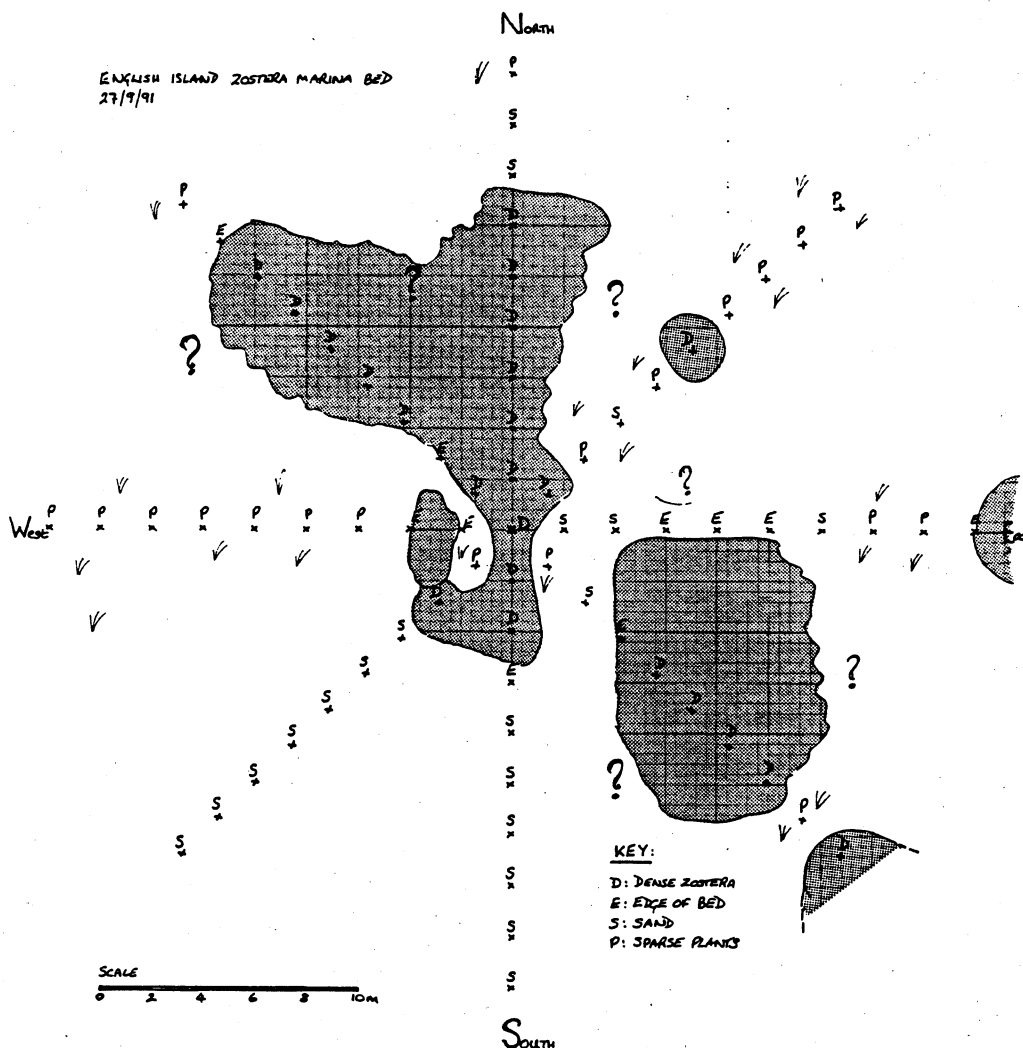 NORTH
ENGLISH ISLAND ZOSTERA MARINA BED
27/9/91
P
S
S
P
P
E
D
P
D
D
P
?
D
D
P
?
D
D
?
D
D
P
D
D
S
D
D
P
E
D
D
D
?
West P P P P P P P E E D S S E E E S P P E
P
D
P
D
S
S
D
E
S
E
D
?
S
D
S
S
D
S
S
D
?
S
P
S
S
D
KEY:
D: DENSE ZOSTERA
E: EDGE OF BED
S: SAND
P: SPARSE PLANTS
S
S
S
SCALE
0 2 4 6 8 10m
SOUTH